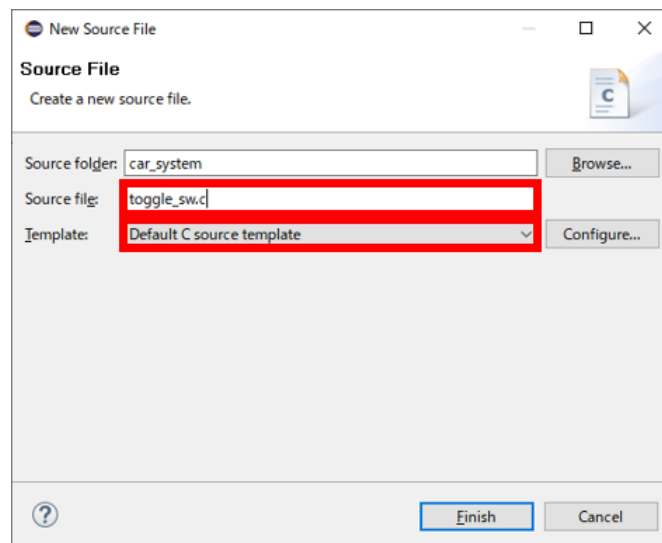 New Source File
Source File
Create a new source file.
C
Source folder: car_system Browse...
Source file: toggle_sw.c
Template: Default C source template Configure...
?
Finish Cancel